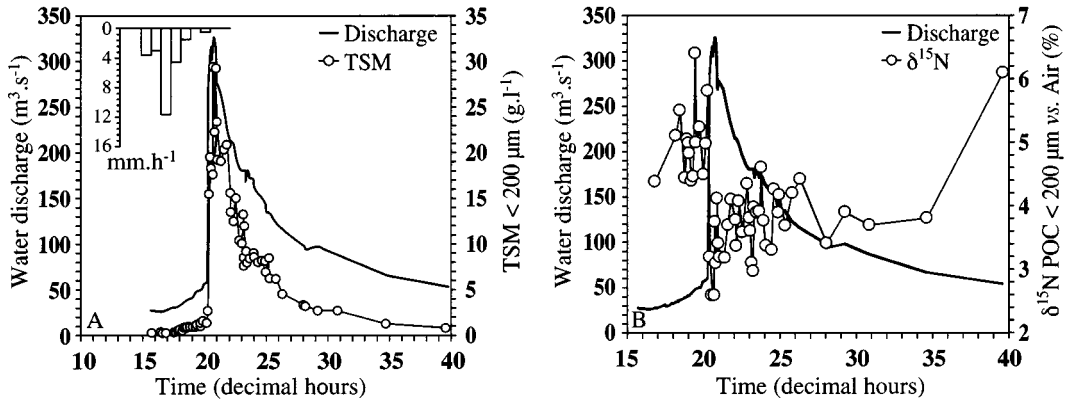 350
300
250
200
150
100
50
0
Water discharge (m³.s⁻¹)
0
4
8
12
16
mm.h⁻¹
Discharge
TSM
35
30
25
20
15
10
5
0
TSM < 200 µm (g.l⁻¹)
A
10 15 20 25 30 35 40
Time (decimal hours)
350
300
250
200
150
100
50
0
Water discharge (m³.s⁻¹)
Discharge
δ¹⁵N
7
6
5
4
3
2
δ¹⁵N POC < 200 µm vs. Air (%)
B
15 20 25 30 35 40
Time (decimal hours)